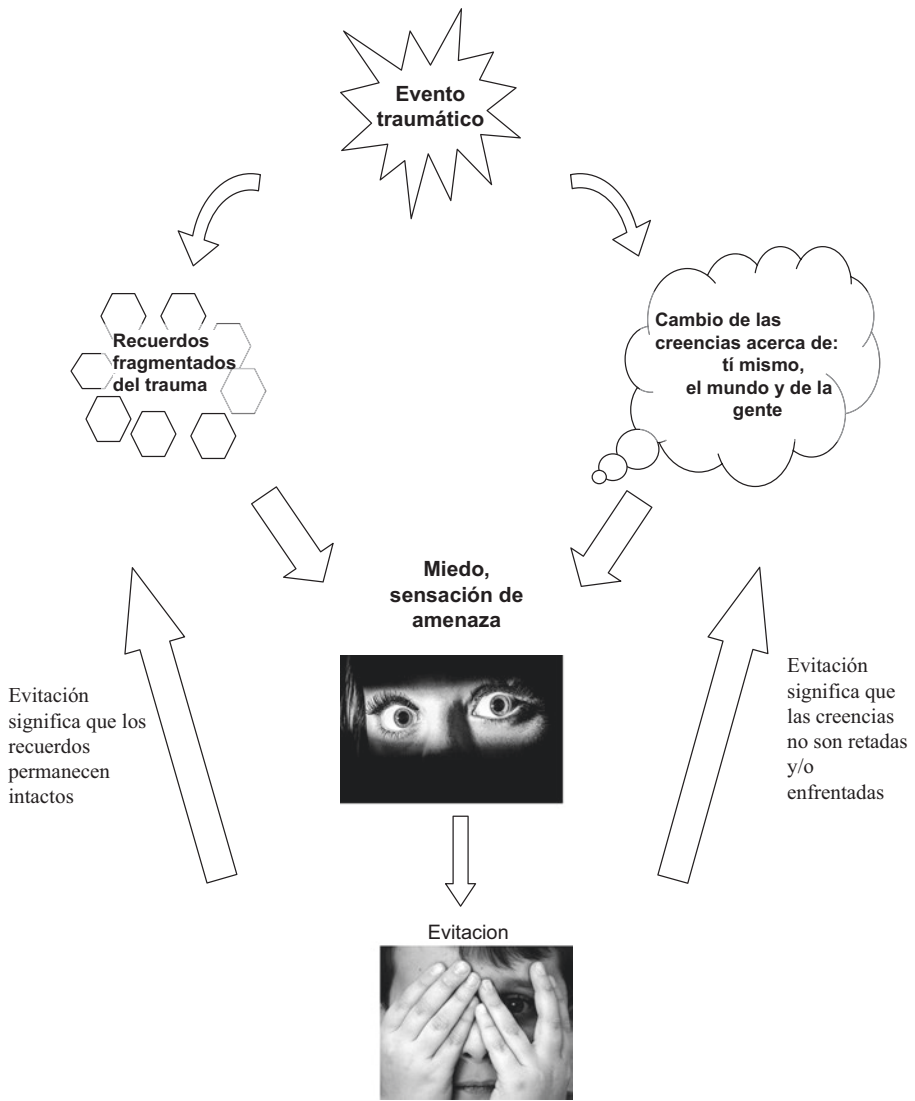 Evento
traumático
Recuerdos
fragmentados
del trauma
Cambio de las
creencias acerca de:
tí mismo,
el mundo y de la
gente
Miedo,
sensación de
amenaza
Evitación
significa que los
recuerdos
permanecen
intactos
Evitación
significa que
las creencias
no son retadas
y/o
enfrentadas
Evitacion